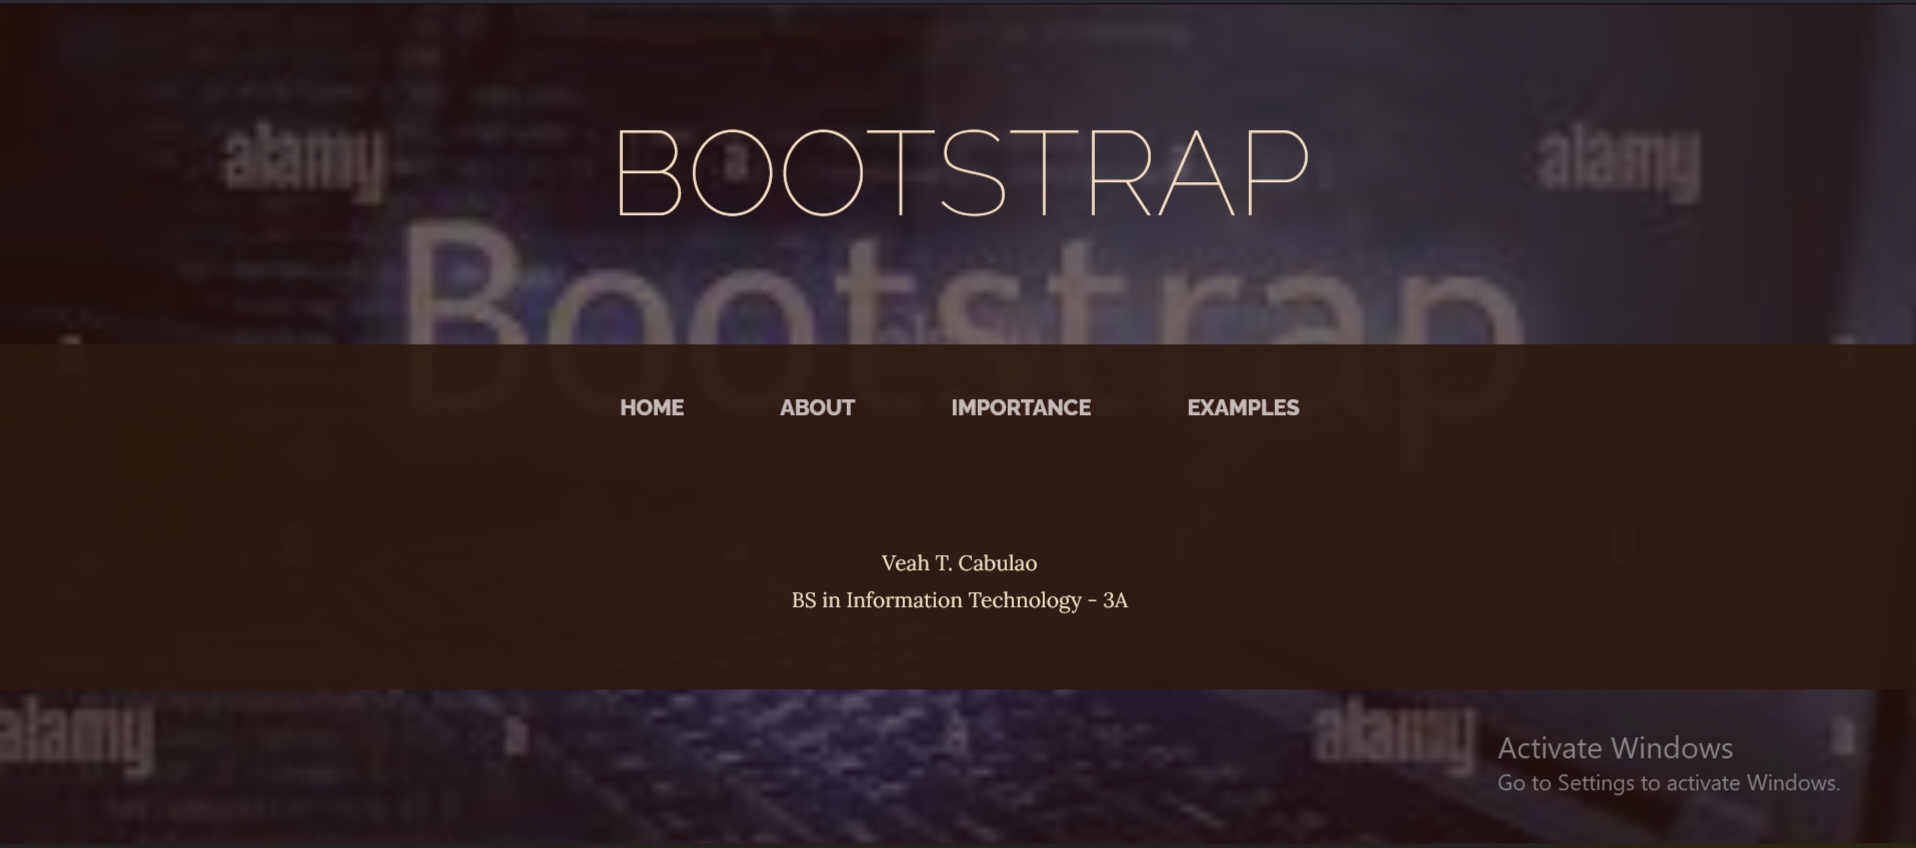 alamy
a
alamy
BOOTSTRAP
Bootstrap
HOME ABOUT IMPORTANCE EXAMPLES
Veah T. Cabulao
BS in Information Technology - 3A
alamy
a
a
alamy
a
Activate Windows
Go to Settings to activate Windows.